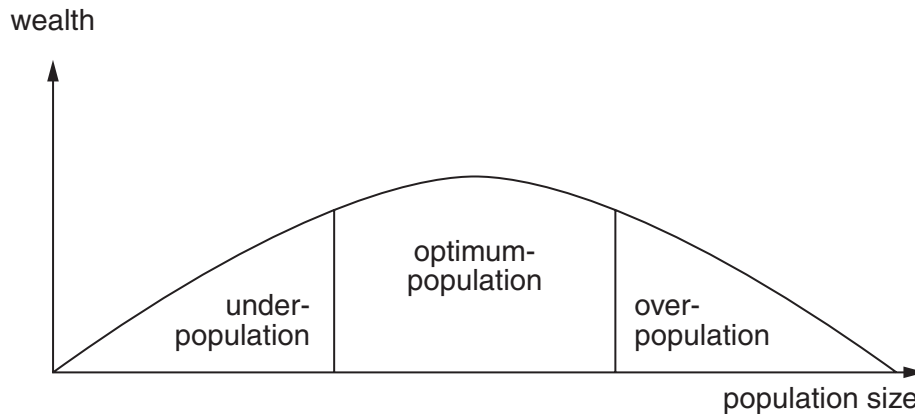 wealth
optimum-
population
under-
population
over-
population
population size